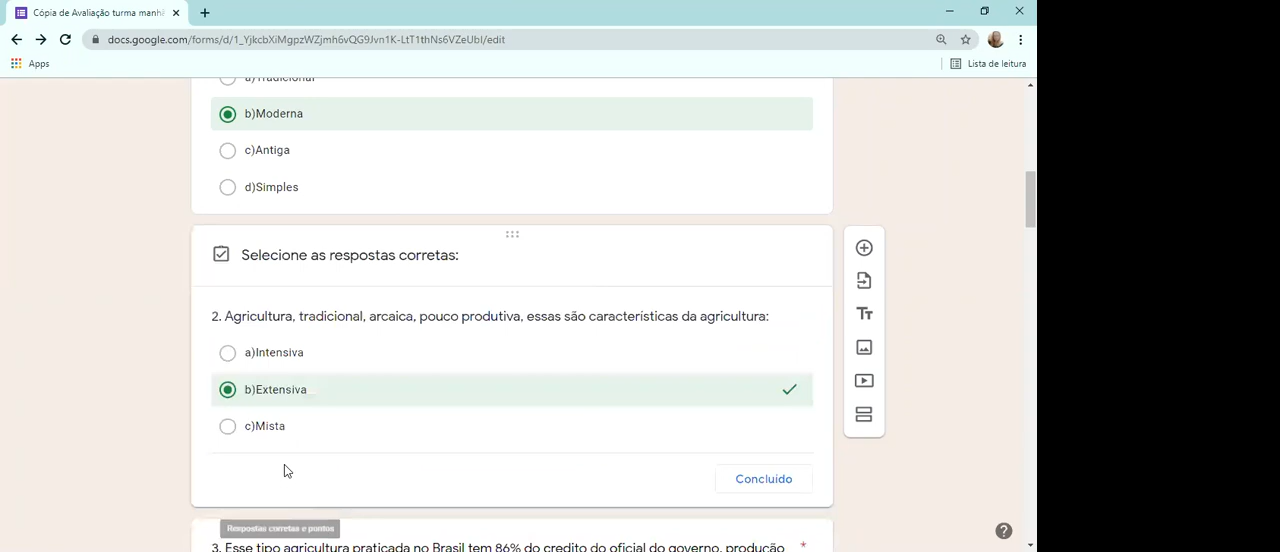 Cópia de Avaliação turma manhã
docs.google.com/forms/d/1_YjkcbXiMgpzWZjmh6vQG9Jvn1K-LtT1thNs6VZeUbI/edit
Apps
Lista de leitura
a)Tradicional
b)Moderna
c)Antiga
d)Simples
Selecione as respostas corretas:
2. Agricultura, tradicional, arcaica, pouco produtiva, essas são características da agricultura:
a)Intensiva
b)Extensiva
c)Mista
Concluído
Respostas corretas e pontos
3. Esse tipo agricultura praticada no Brasil tem 86% do credito do oficial do governo, produção *